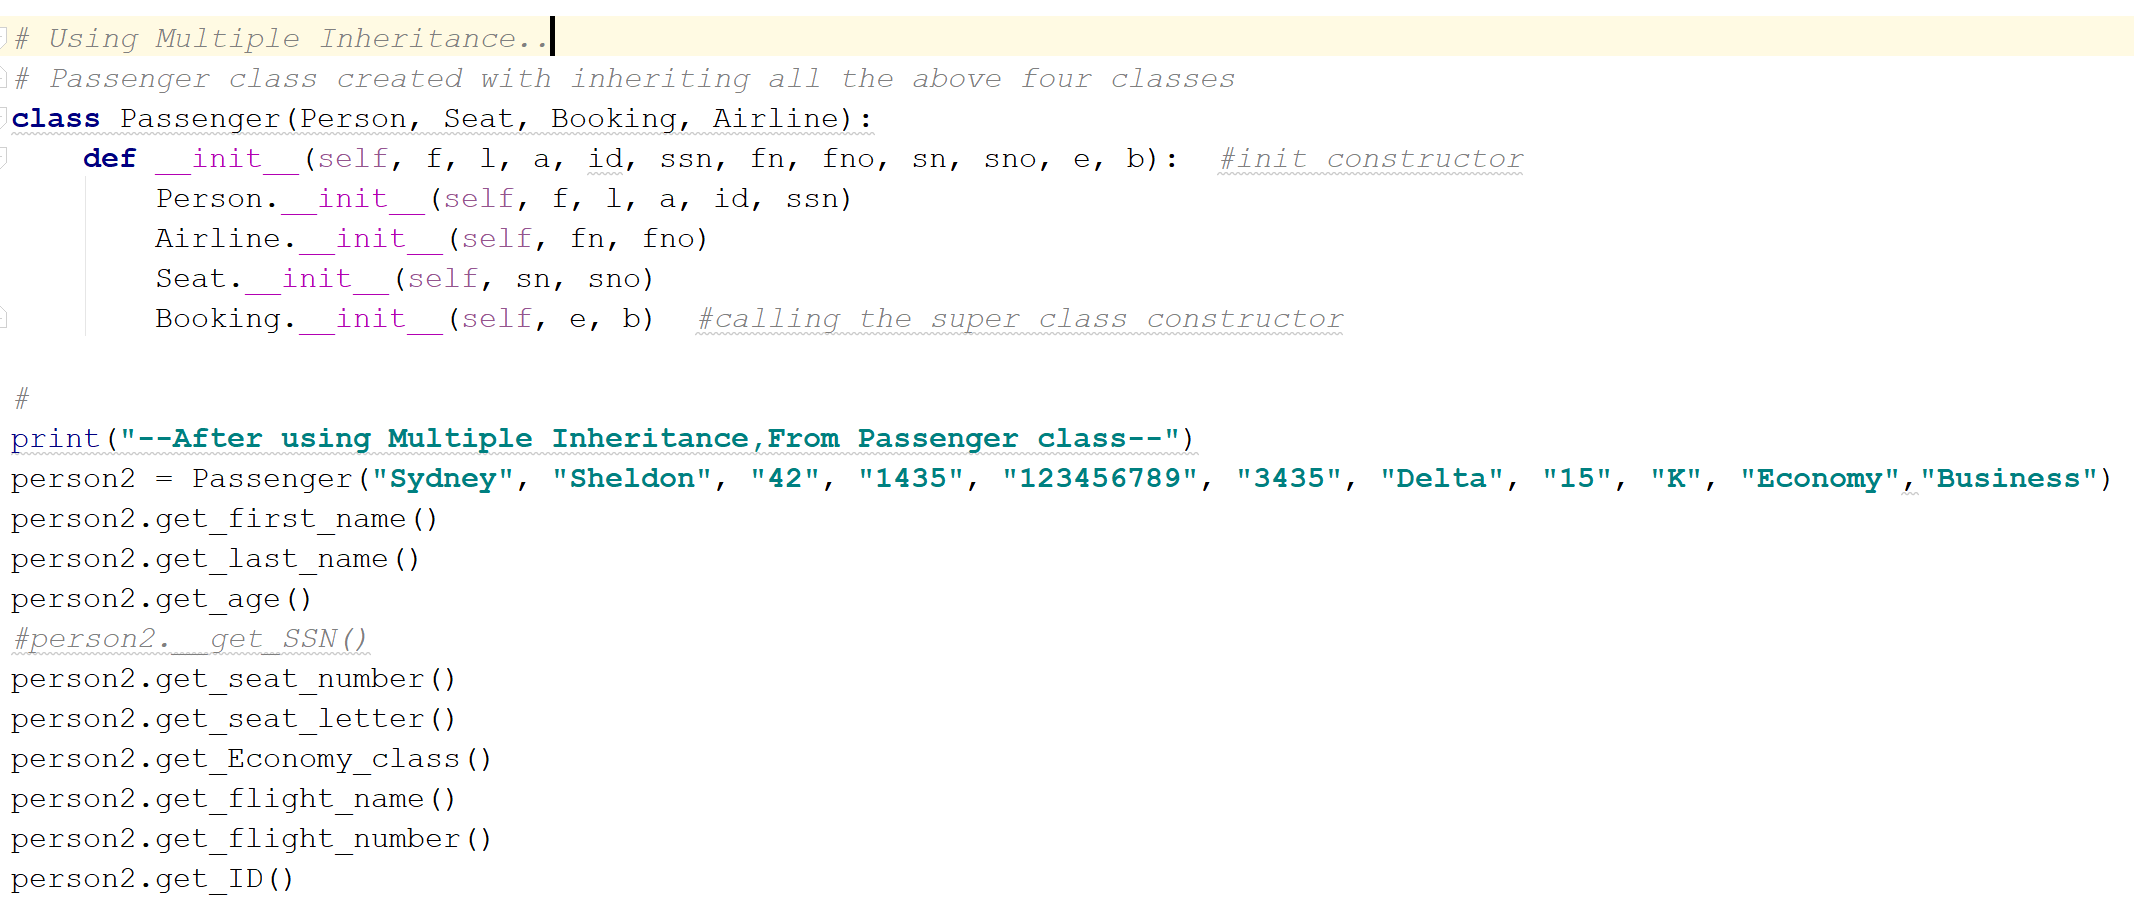 # Using Multiple Inheritance..
# Passenger class created with inheriting all the above four classes
class Passenger(Person, Seat, Booking, Airline):
    def __init__(self, f, l, a, id, ssn, fn, fno, sn, sno, e, b):  #init constructor
        Person.__init__(self, f, l, a, id, ssn)
        Airline.__init__(self, fn, fno)
        Seat.__init__(self, sn, sno)
        Booking.__init__(self, e, b)  #calling the super class constructor
#
print("--After using Multiple Inheritance,From Passenger class--")
person2 = Passenger("Sydney", "Sheldon", "42", "1435", "123456789", "3435", "Delta", "15", "K", "Economy","Business")
person2.get_first_name()
person2.get_last_name()
person2.get_age()
#person2.__get_SSN()
person2.get_seat_number()
person2.get_seat_letter()
person2.get_Economy_class()
person2.get_flight_name()
person2.get_flight_number()
person2.get_ID()